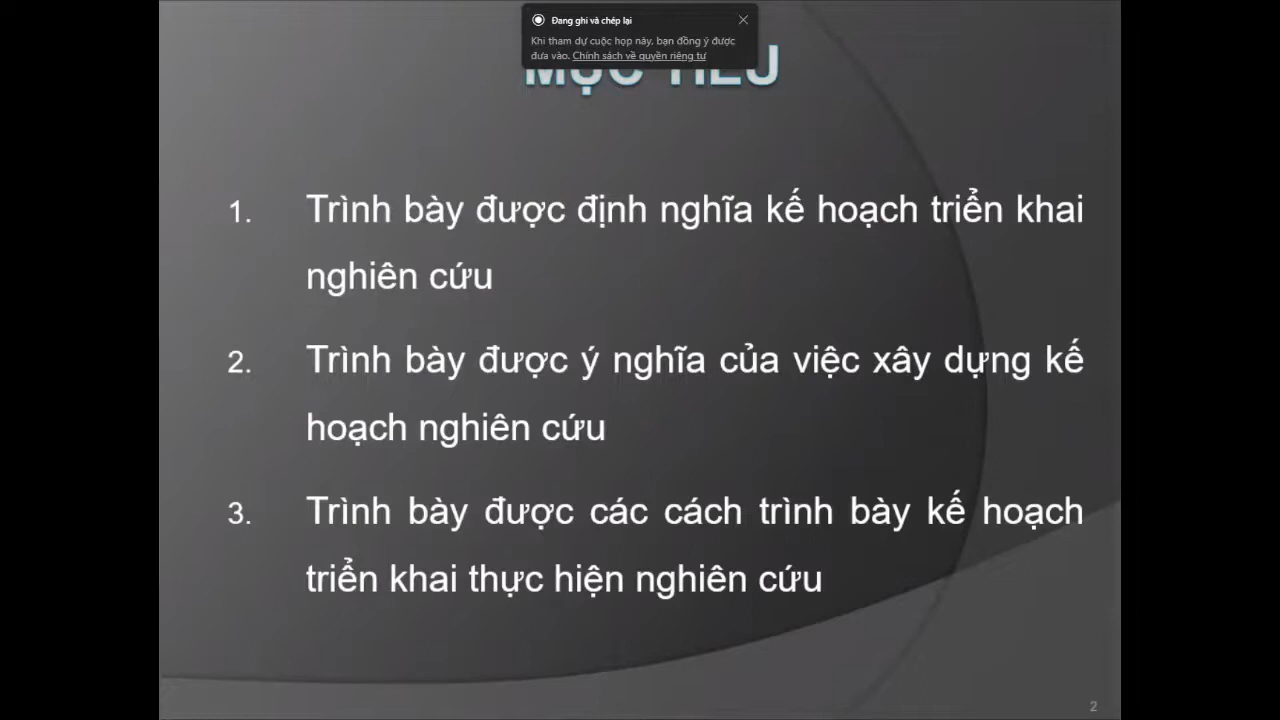 Đang ghi và chép lại
Khi tham dự cuộc họp này, bạn đồng ý được
đưa vào. Chính sách về quyền riêng tư
MỤC TIÊU
1. Trình bày được định nghĩa kế hoạch triển khai
nghiên cứu
2. Trình bày được ý nghĩa của việc xây dựng kế
hoạch nghiên cứu
3. Trình bày được các cách trình bày kế hoạch
triển khai thực hiện nghiên cứu
2